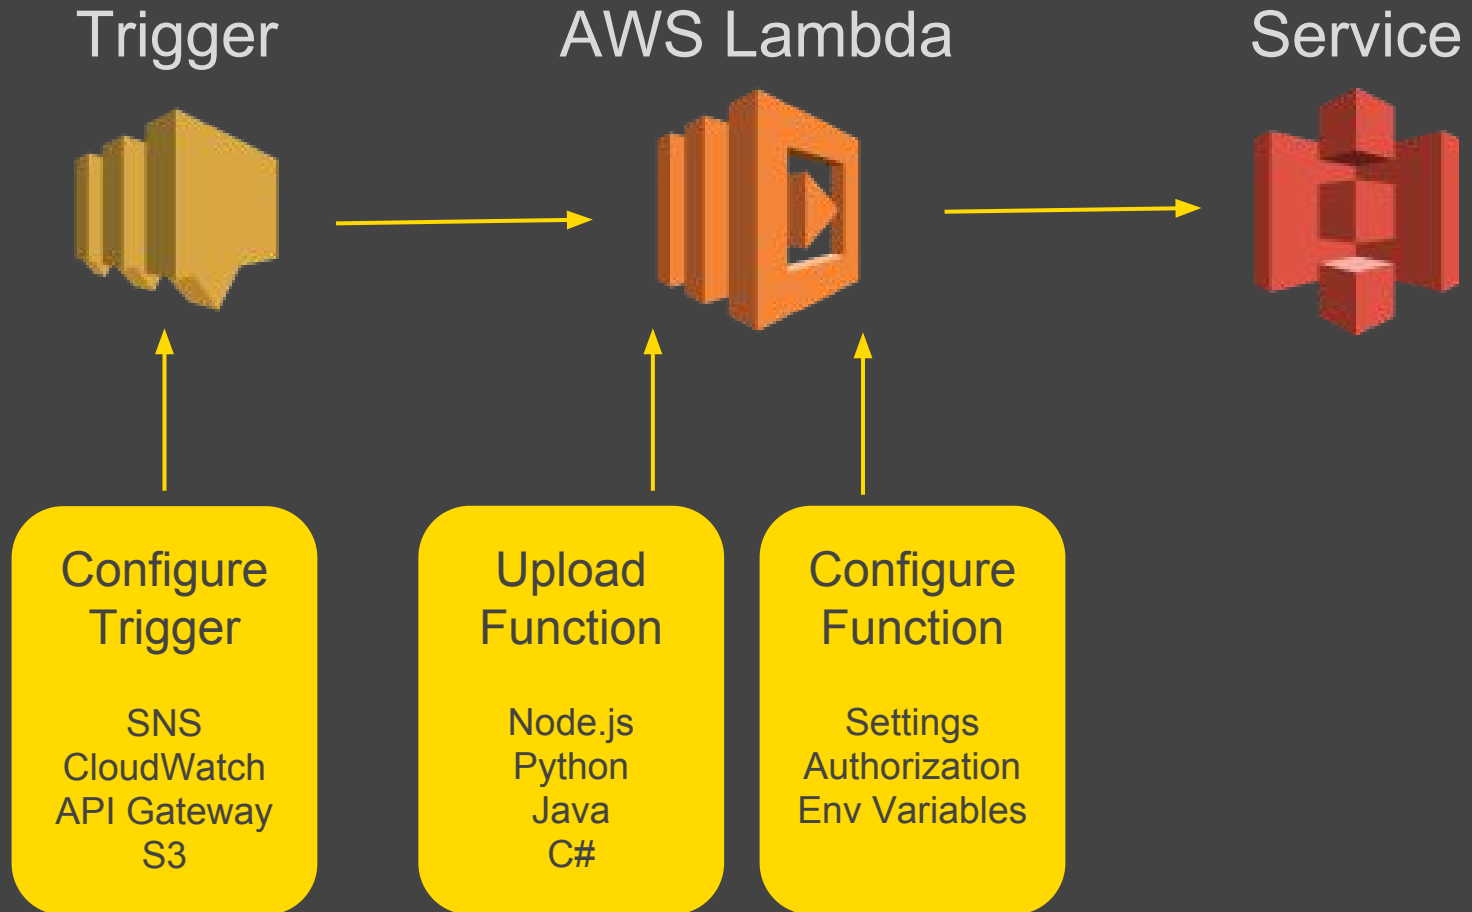 Trigger
AWS Lambda
Service
Configure
Trigger
SNS
CloudWatch
API Gateway
S3
Upload
Function
Node.js
Python
Java
C#
Configure
Function
Settings
Authorization
Env Variables